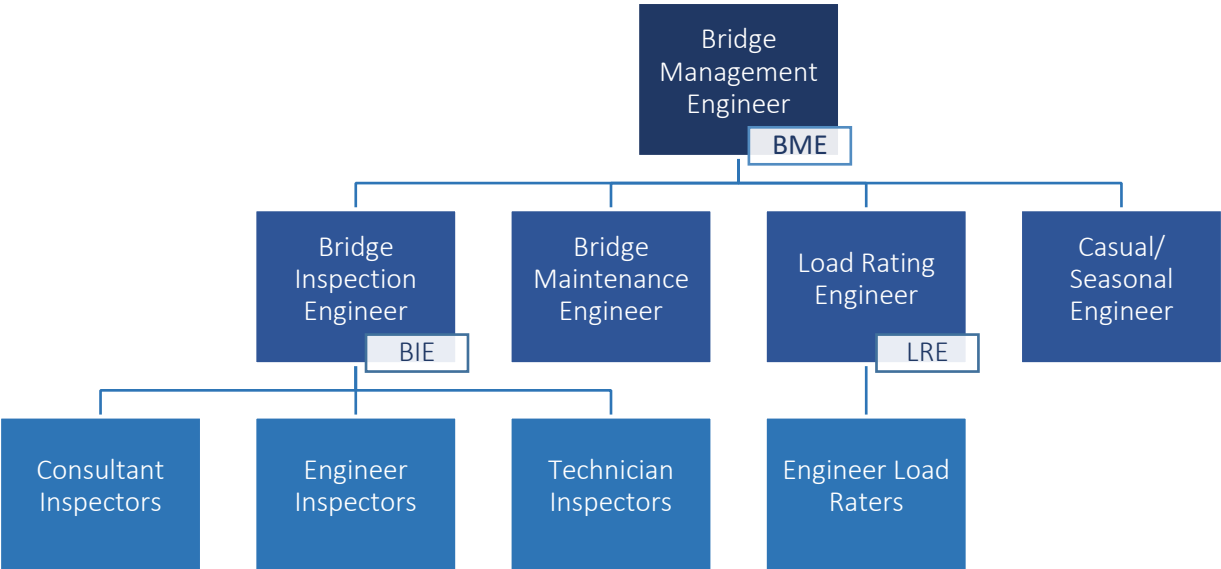 Bridge
Management
Engineer
BME
Bridge
Inspection
Engineer
BIE
Bridge
Maintenance
Engineer
Load Rating
Engineer
LRE
Casual/
Seasonal
Engineer
Consultant
Inspectors
Engineer
Inspectors
Technician
Inspectors
Engineer Load
Raters